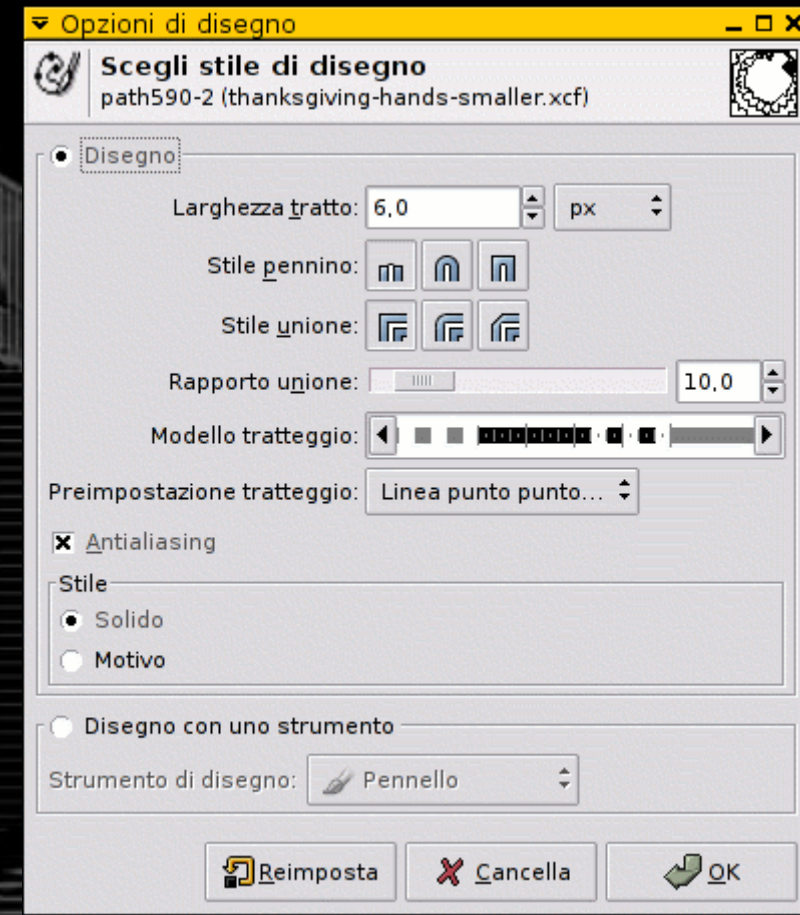 Opzioni di disegno
Scegli stile di disegno
path590-2 (thanksgiving-hands-smaller.xcf)
Disegno
Larghezza tratto: 6,0 px
Stile pennino:
Stile unione:
Rapporto unione: 10,0
Modello tratteggio:
Preimpostazione tratteggio: Linea punto punto...
Antialiasing
Stile
Solido
Motivo
Disegno con uno strumento
Strumento di disegno: Pennello
Reimposta Cancella OK